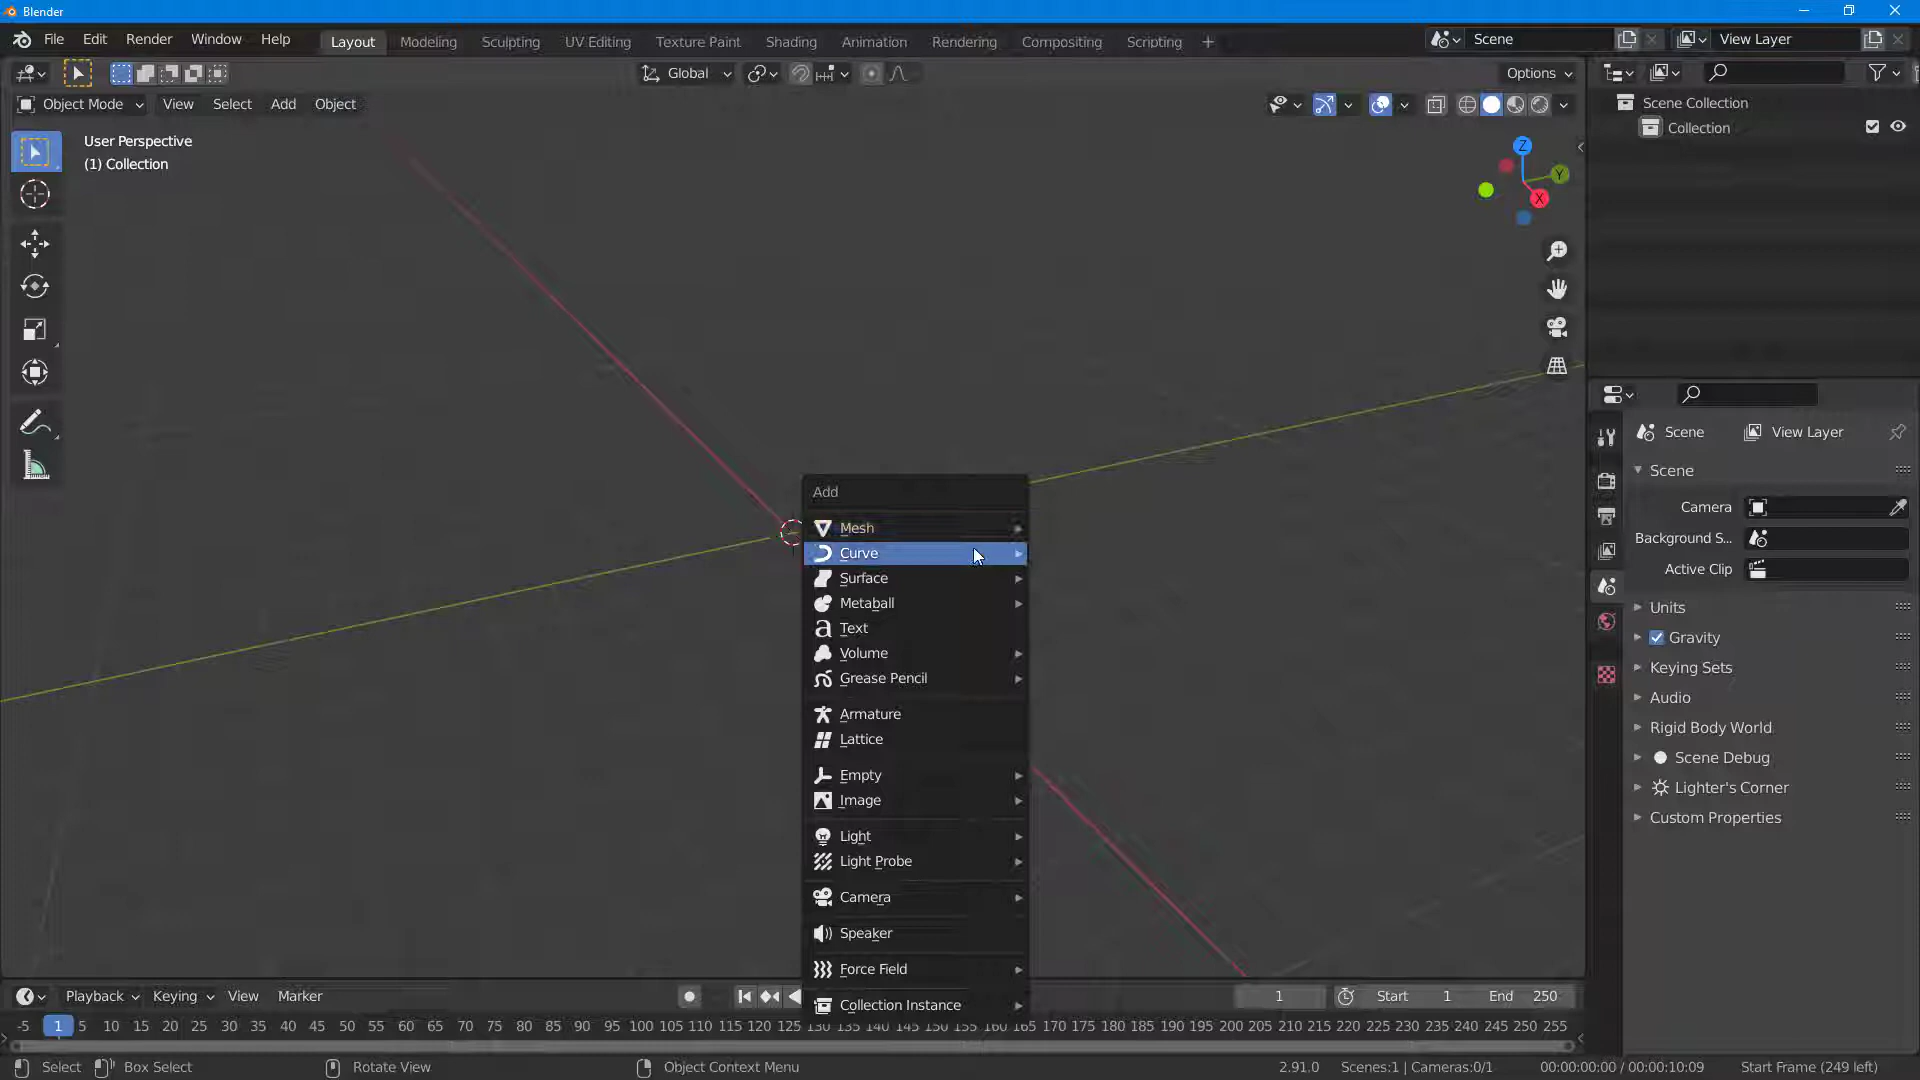 Blender
File Edit Render Window Help Layout Modeling Sculpting UV Editing Texture Paint Shading Animation Rendering Compositing Scripting + Scene View Layer
Global Options
Object Mode View Select Add Object
User Perspective
(1) Collection
Scene Collection
Collection
Z
Y
X
Scene View Layer
Scene
Camera
Background S...
Active Clip
Units
Gravity
Keying Sets
Audio
Rigid Body World
Scene Debug
Lighter's Corner
Custom Properties
Add
Mesh
Curve
Surface
Metaball
Text
Volume
Grease Pencil
Armature
Lattice
Empty
Image
Light
Light Probe
Camera
Speaker
Force Field
Collection Instance
Playback Keying View Marker 1 Start 1 End 250
-5 1 5 10 15 20 25 30 35 40 45 50 55 60 65 70 75 80 85 90 95 100 105 110 115 120 125 130 135 140 145 150 155 160 165 170 175 180 185 190 195 200 205 210 215 220 225 230 235 240 245 250 255
Select Box Select Rotate View Object Context Menu 2.91.0 Scenes:1 | Cameras:0/1 00:00:00:00 / 00:00:10:09 Start Frame (249 left)